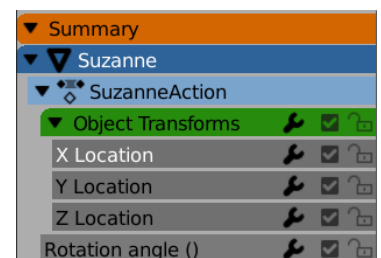 Summary
Suzanne
SuzanneAction
Object Transforms
X Location
Y Location
Z Location
Rotation angle ()